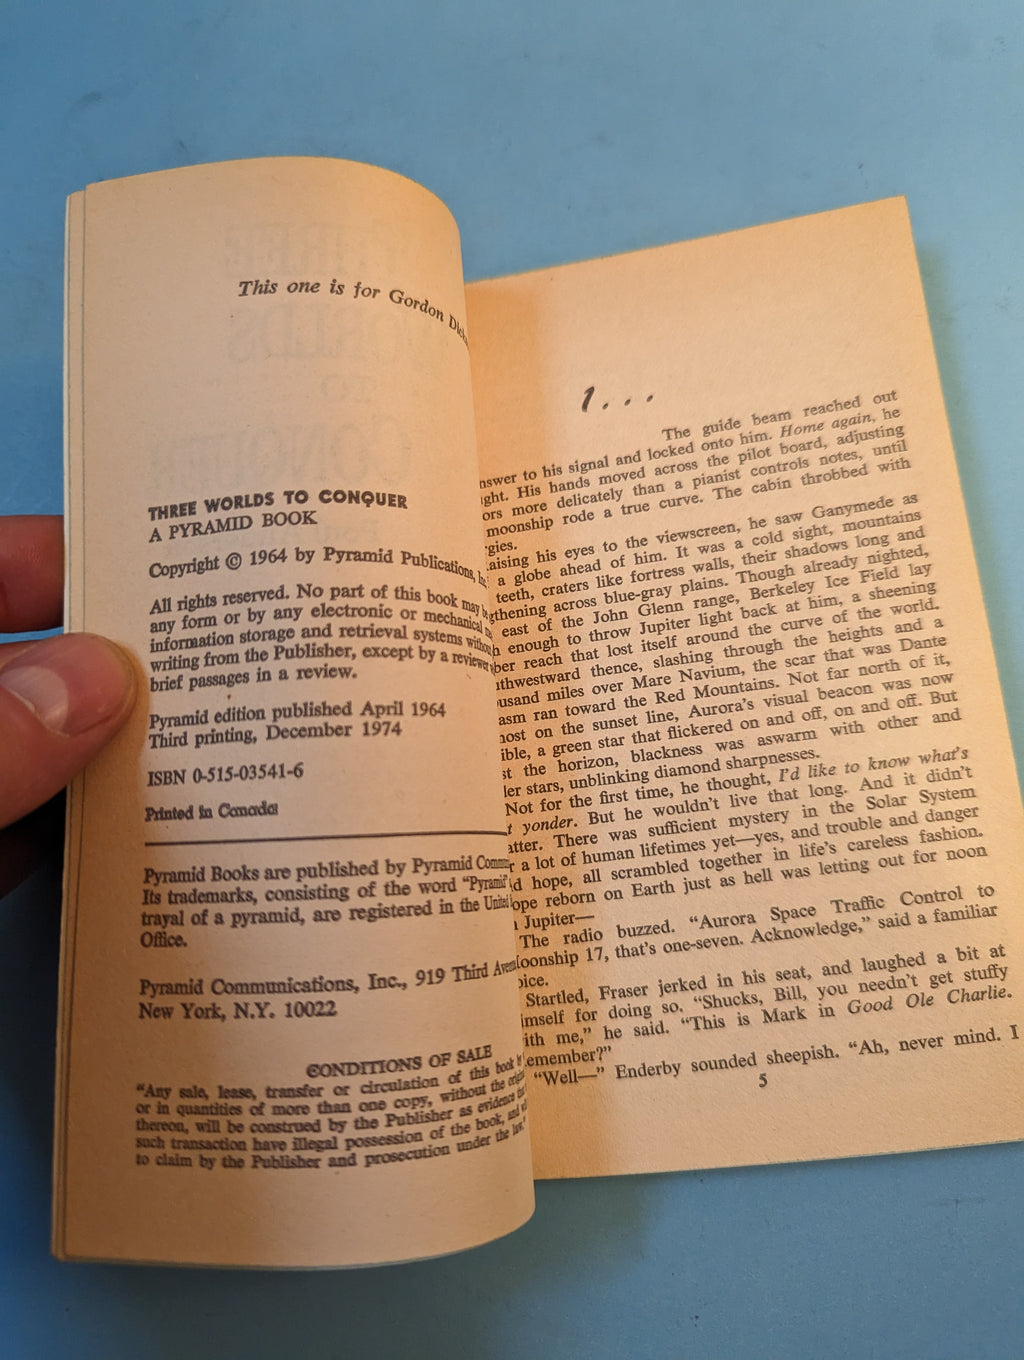 This one is for Gordon
THREE WORLDS TO CONQUER
A PYRAMID BOOK
Copyright © 1964 by Pyramid Publications,
All rights reserved. No part of this book may
any form or by any electronic or mechanical
information storage and retrieval systems without
writing from the Publisher, except by a reviewer
brief passages in a review.
Pyramid edition published April 1964
Third printing, December 1974
ISBN 0-515-03541-6
Printed in Canada
Pyramid Books are published by Pyramid
Its trademarks, consisting of the word "Pyramid"
trayal of a pyramid, are registered in the United
Office.
Pyramid Communications, Inc., 919 Third
New York, N.Y. 10022
CONDITIONS OF SALE
"Any sale, lease, transfer or circulation of this book
or in quantities of more than one copy, without the
thereon, will be construed by the Publisher as evidence
such transaction have illegal possession of the book, and
to claim by the Publisher and prosecution under the law."
1...
The guide beam reached out
nswer to his signal and locked onto him. Home again, he
ght. His hands moved across the pilot board, adjusting
ors more delicately than a pianist controls notes, until
moonship rode a true curve. The cabin throbbed with
gies.
aising his eyes to the viewscreen, he saw Ganymede as
a globe ahead of him. It was a cold sight, mountains
teeth, craters like fortress walls, their shadows long and
gthening across blue-gray plains. Though already nighted,
east of the John Glenn range, Berkeley Ice Field lay
h enough to throw Jupiter light back at him, a sheening
ber reach that lost itself around the curve of the world.
thwestward thence, slashing through the heights and a
usand miles over Mare Navium, the scar that was Dante
asm ran toward the Red Mountains. Not far north of it,
ost on the sunset line, Aurora's visual beacon was now
ible, a green star that flickered on and off, on and off. But
st the horizon, blackness was aswarm with other and
ler stars, unblinking diamond sharpnesses.
Not for the first time, he thought, I'd like to know what's
t yonder. But he wouldn't live that long. And it didn't
atter. There was sufficient mystery in the Solar System
r a lot of human lifetimes yet—yes, and trouble and danger
d hope, all scrambled together in life's careless fashion.
ope reborn on Earth just as hell was letting out for noon
Jupiter—
The radio buzzed. "Aurora Space Traffic Control to
oonship 17, that's one-seven. Acknowledge," said a familiar
oice.
Startled, Fraser jerked in his seat, and laughed a bit at
imself for doing so. "Shucks, Bill, you needn't get stuffy
ith me," he said. "This is Mark in Good Ole Charlie.
emember?"
"Well—" Enderby sounded sheepish. "Ah, never mind. I
5